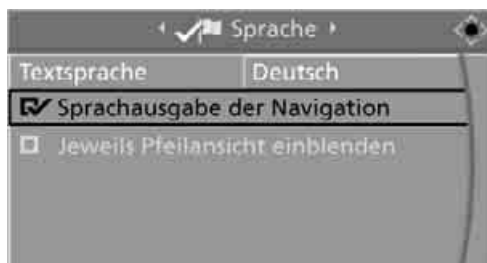 Sprache
Textsprache Deutsch
Sprachausgabe der Navigation
Jeweils Pfeilansicht einblenden